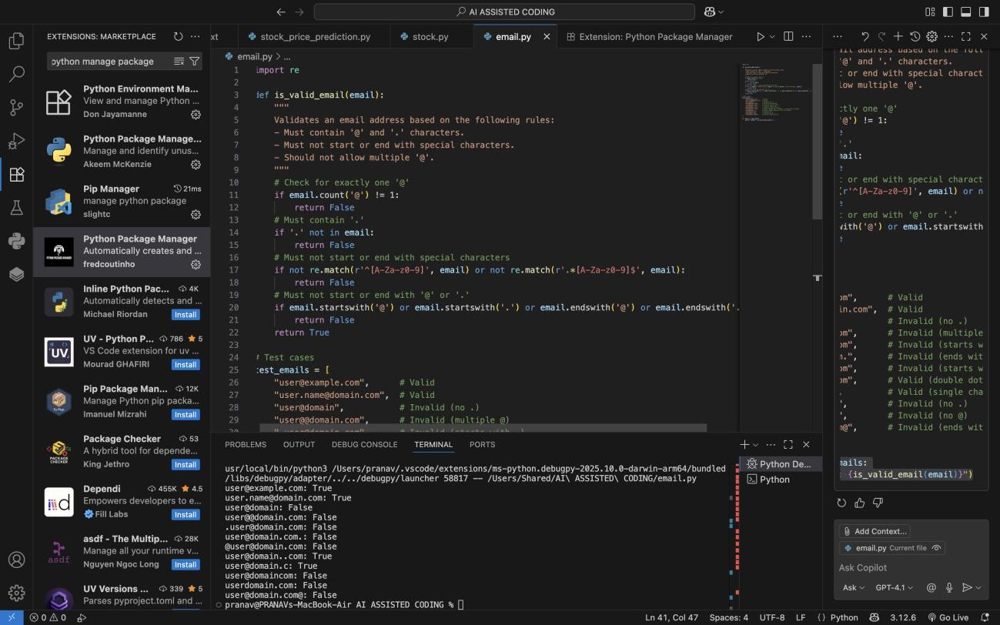 AI ASSISTED CODING
EXTENSIONS: MARKETPLACE
python manage package
Python Environment Ma...
View and manage Python ...
Don Jayamanne
Python Package Manage...
Manage and identify unus...
Akeem McKenzie
Pip Manager 21ms
manage python package
slightc
Python Package Manager
Automatically creates and ...
fredcoutinho
Inline Python Pac... 4K
Automatically detects and ...
Michael Riordan Install
UV - Python P... 786 5
VS Code extension for uv ...
Mourad GHAFIRI Install
Pip Package Man... 12K
Manage Python pip packa...
Imanuel Mizrahi Install
Package Checker 53
A hybrid tool for depende...
King Jethro Install
Dependi 455K 4.5
Empowers developers to e...
Fill Labs Install
asdf - The Multip... 28K
Manage all your runtime v...
Nguyen Ngoc Long Install
UV Versions ... 339 5
Parses pyproject.toml and ...
xt stock_price_prediction.py stock.py email.py Extension: Python Package Manager
email.py > ...
1 import re
2
3 def is_valid_email(email):
4 """
5 Validates an email address based on the following rules:
6 - Must contain '@' and '.' characters.
7 - Must not start or end with special characters.
8 - Should not allow multiple '@'.
9 """
10 # Check for exactly one '@'
11 if email.count('@') != 1:
12 return False
13 # Must contain '.'
14 if '.' not in email:
15 return False
16 # Must not start or end with special characters
17 if not re.match(r'^[A-Za-z0-9]', email) or not re.match(r'.*[A-Za-z0-9]$', email):
18 return False
19 # Must not start or end with '@' or '.'
20 if email.startswith('@') or email.startswith('.') or email.endswith('@') or email.endswith('.
21 return False
22 return True
23
24 # Test cases
25 test_emails = [
26 "user@example.com", # Valid
27 "user.name@domain.com", # Valid
28 "user@domain", # Invalid (no .)
29 "user@@domain.com", # Invalid (multiple @)
PROBLEMS OUTPUT DEBUG CONSOLE TERMINAL PORTS
usr/local/bin/python3 /Users/pranav/.vscode/extensions/ms-python.debugpy-2025.10.0-darwin-arm64/bundled
/libs/debugpy/adapter/../../debugpy/launcher 58817 -- /Users/Shared/AI\ ASSISTED\ CODING/email.py
user@example.com: True
user.name@domain.com: True
user@domain: False
user@@domain.com: False
.user@domain.com: False
user@domain.com.: False
@user@domain.com: False
user@domain..com: True
user@domain.c: True
user@domaincom: False
userdomain.com: False
user@domain.com@: False
pranav@PRANAVs-MacBook-Air AI ASSISTED CODING %
Python De...
Python
'@' and '.' characters.
t or end with special charact
low multiple '@'.
ctly one '@'
'@') != 1:
'.'
mail:
t or end with special charact
(r'^[A-Za-z0-9]', email) or n
t or end with '@' or '.'
with('@') or email.startswith
om", # Valid
in.com", # Valid
# Invalid (no .)
om", # Invalid (multiple
om", # Invalid (starts w
m.", # Invalid (ends wit
om", # Invalid (starts w
om", # Valid (double dot
, # Valid (single cha
", # Invalid (no .)
", # Invalid (no @)
m@", # Invalid (ends wit
mails:
: {is_valid_email(email)}")
Add Context...
email.py Current file
Ask Copilot
Ask GPT-4.1
0 0 Ln 41, Col 47 Spaces: 4 UTF-8 LF {} Python 3.12.6 Go Live